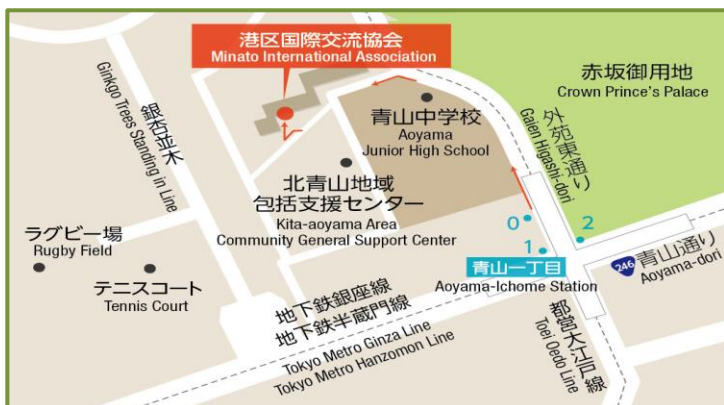 港区国際交流協会
Minato International Association
赤坂御用地
Crown Prince's Palace
銀杏並木
Ginkgo Trees Standing in Line
青山中学校
Aoyama
Junior High School
外苑東通り
Gaien Higashi-dori
北青山地域
包括支援センター
Kita-aoyama Area
Community General Support Center
ラグビー場
Rugby Field
テニスコート
Tennis Court
0
1
2
青山一丁目
Aoyama-Ichome Station
246
青山通り
Aoyama-dori
地下鉄銀座線
地下鉄半蔵門線
Tokyo Metro Ginza Line
Tokyo Metro Hanzomon Line
都営大江戸線
Toei Oedo Line